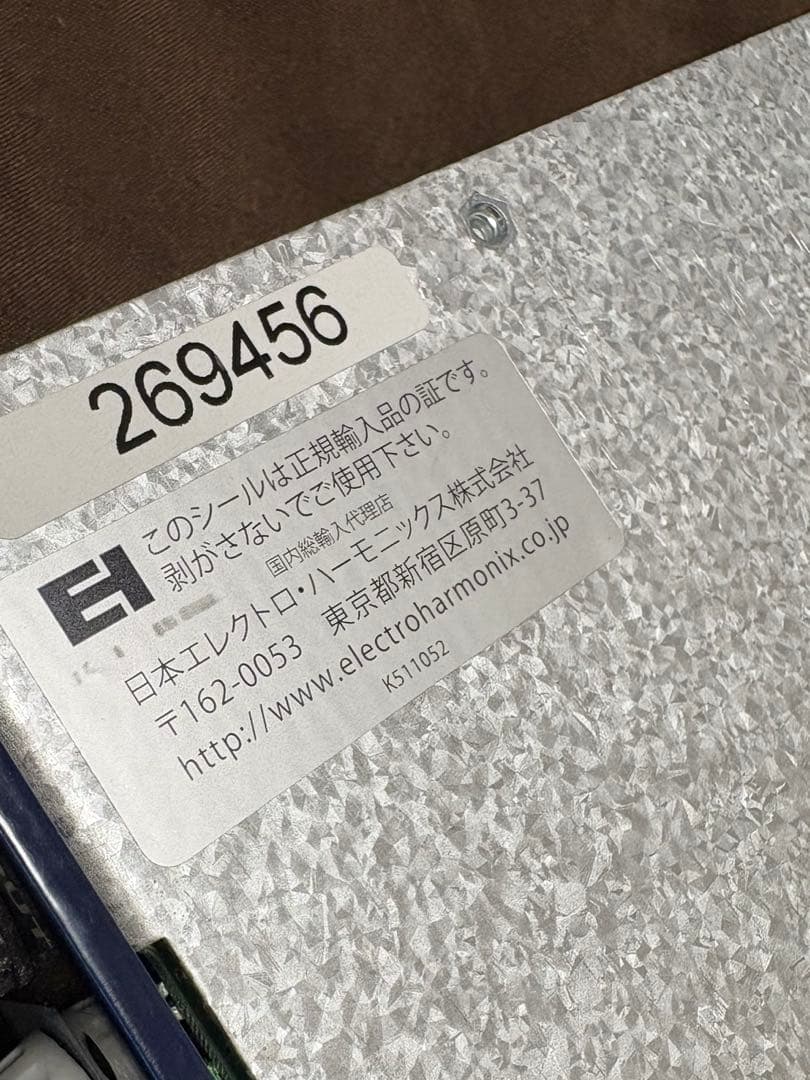 269456
このシールは正規輸入品の証です。
剥がさないでご使用下さい。
国内総輸入代理店
日本エレクトロ・ハーモニックス株式会社
〒162-0053 東京都新宿区原町3-37
http://www.electroharmonix.co.jp
K511052